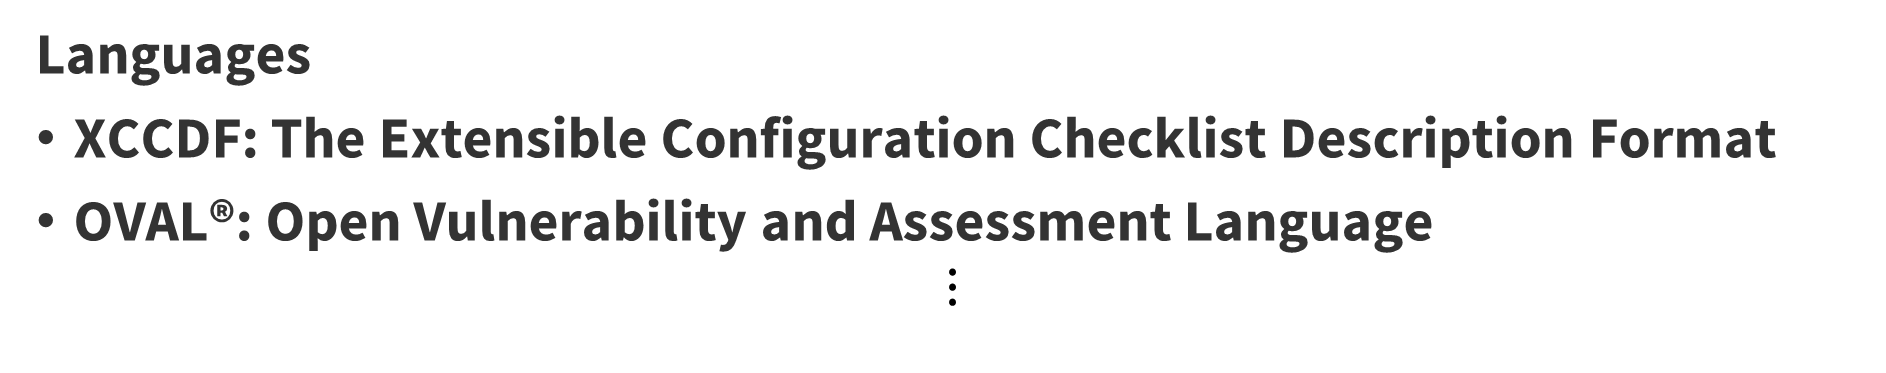 Languages
• XCCDF: The Extensible Configuration Checklist Description Format
• OVAL®: Open Vulnerability and Assessment Language
⋮